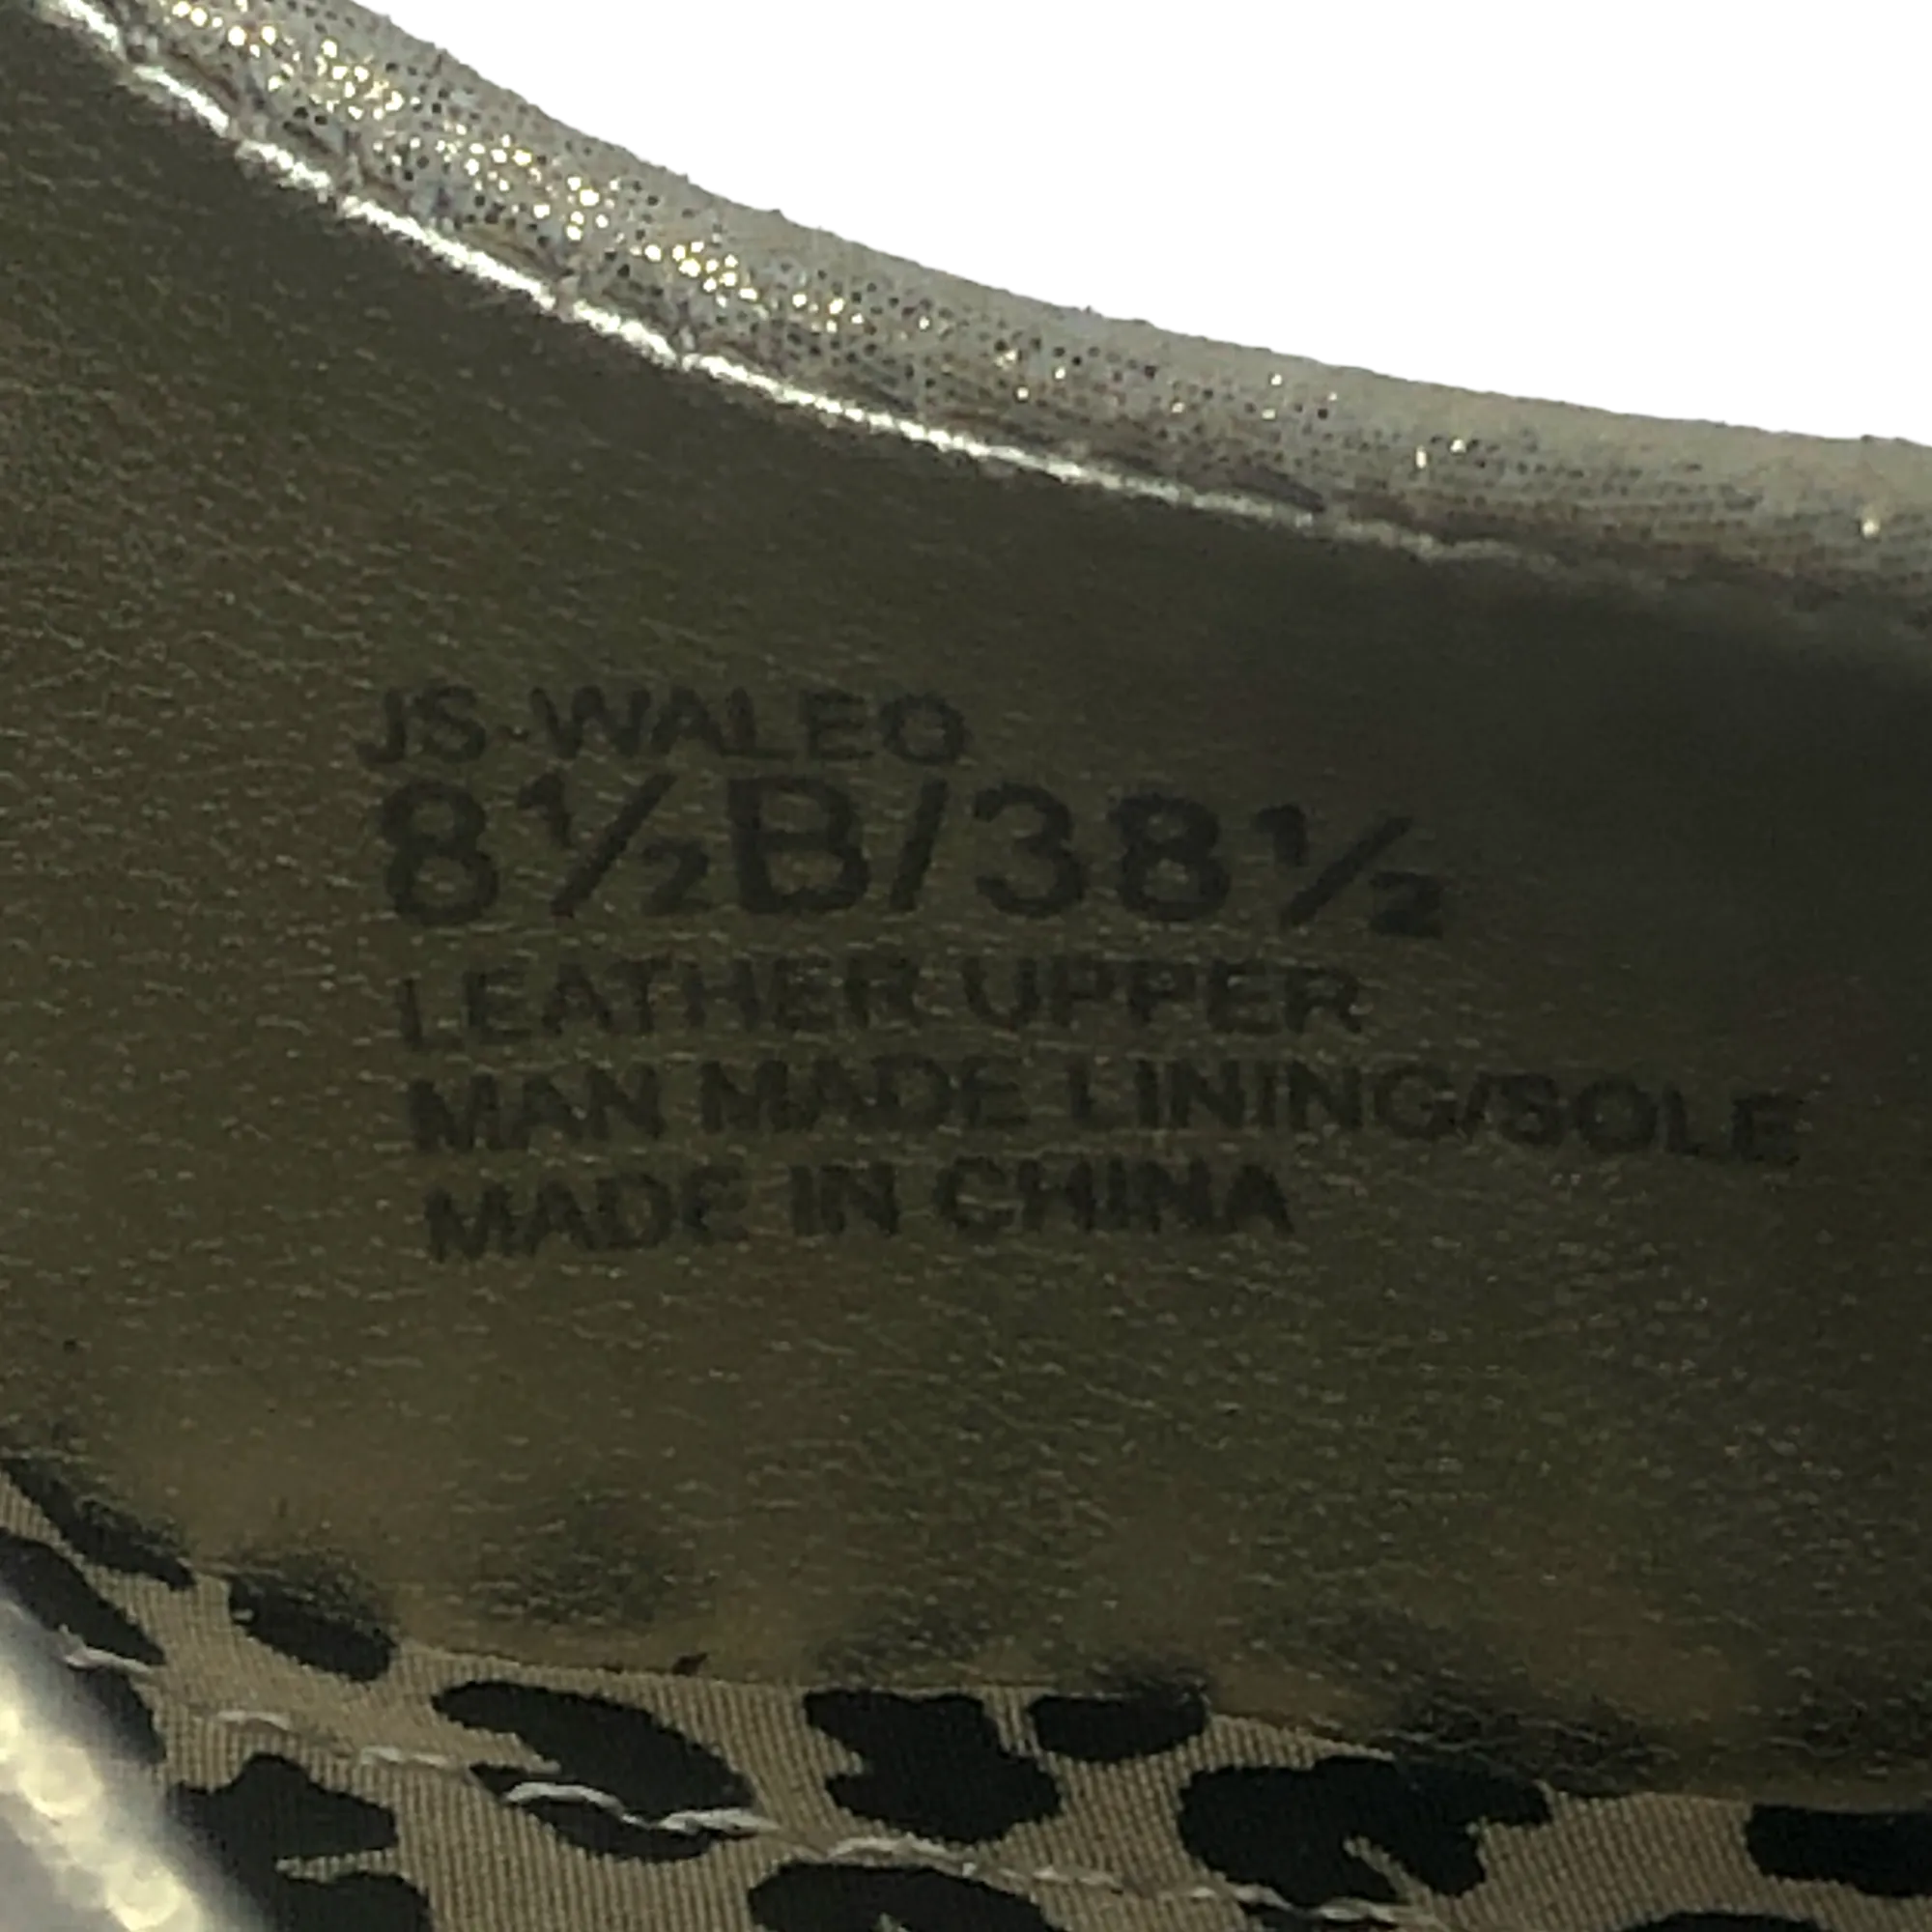 JS-WALEO
8½B/38½
LEATHER UPPER
MAN MADE LINING/SOLE
MADE IN CHINA